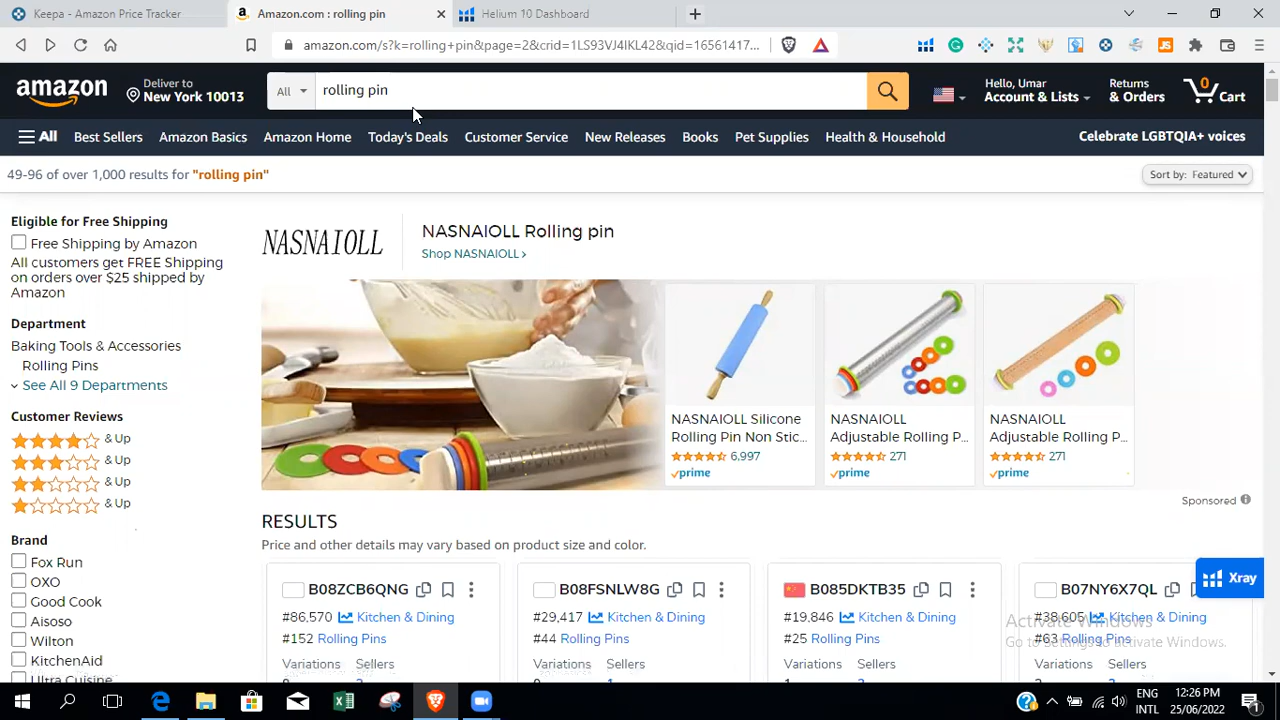 Keepa - Amazon Price Tracker
Amazon.com : rolling pin
Helium 10 Dashboard
amazon.com/s?k=rolling+pin&page=2&crid=1LS93VJ4IKL42&qid=16561417...
amazon
Deliver to
New York 10013
All
rolling pin
Hello, Umar
Account & Lists
Returns
& Orders
0
Cart
All
Best Sellers
Amazon Basics
Amazon Home
Today's Deals
Customer Service
New Releases
Books
Pet Supplies
Health & Household
Celebrate LGBTQIA+ voices
49-96 of over 1,000 results for "rolling pin"
Sort by: Featured
Eligible for Free Shipping
Free Shipping by Amazon
All customers get FREE Shipping
on orders over $25 shipped by
Amazon
Department
Baking Tools & Accessories
Rolling Pins
See All 9 Departments
Customer Reviews
& Up
& Up
& Up
& Up
Brand
Fox Run
OXO
Good Cook
Aisoso
Wilton
KitchenAid
Ultra Cuisine
NASNAIOLL
NASNAIOLL Rolling pin
Shop NASNAIOLL ›
NASNAIOLL Silicone
Rolling Pin Non Stic...
6,997
prime
NASNAIOLL
Adjustable Rolling P...
271
prime
NASNAIOLL
Adjustable Rolling P...
271
prime
Sponsored
RESULTS
Price and other details may vary based on product size and color.
B08ZCB6QNG
#86,570 Kitchen & Dining
#152 Rolling Pins
Variations Sellers
B08FSNLW8G
#29,417 Kitchen & Dining
#44 Rolling Pins
Variations Sellers
B085DKTB35
#19,846 Kitchen & Dining
#25 Rolling Pins
Variations Sellers
B07NY6X7QL
#38,605 Kitchen & Dining
#63 Rolling Pins
Variations Sellers
Xray
Activate Windows
Go to Settings to activate Windows.
ENG
INTL
12:26 PM
25/06/2022